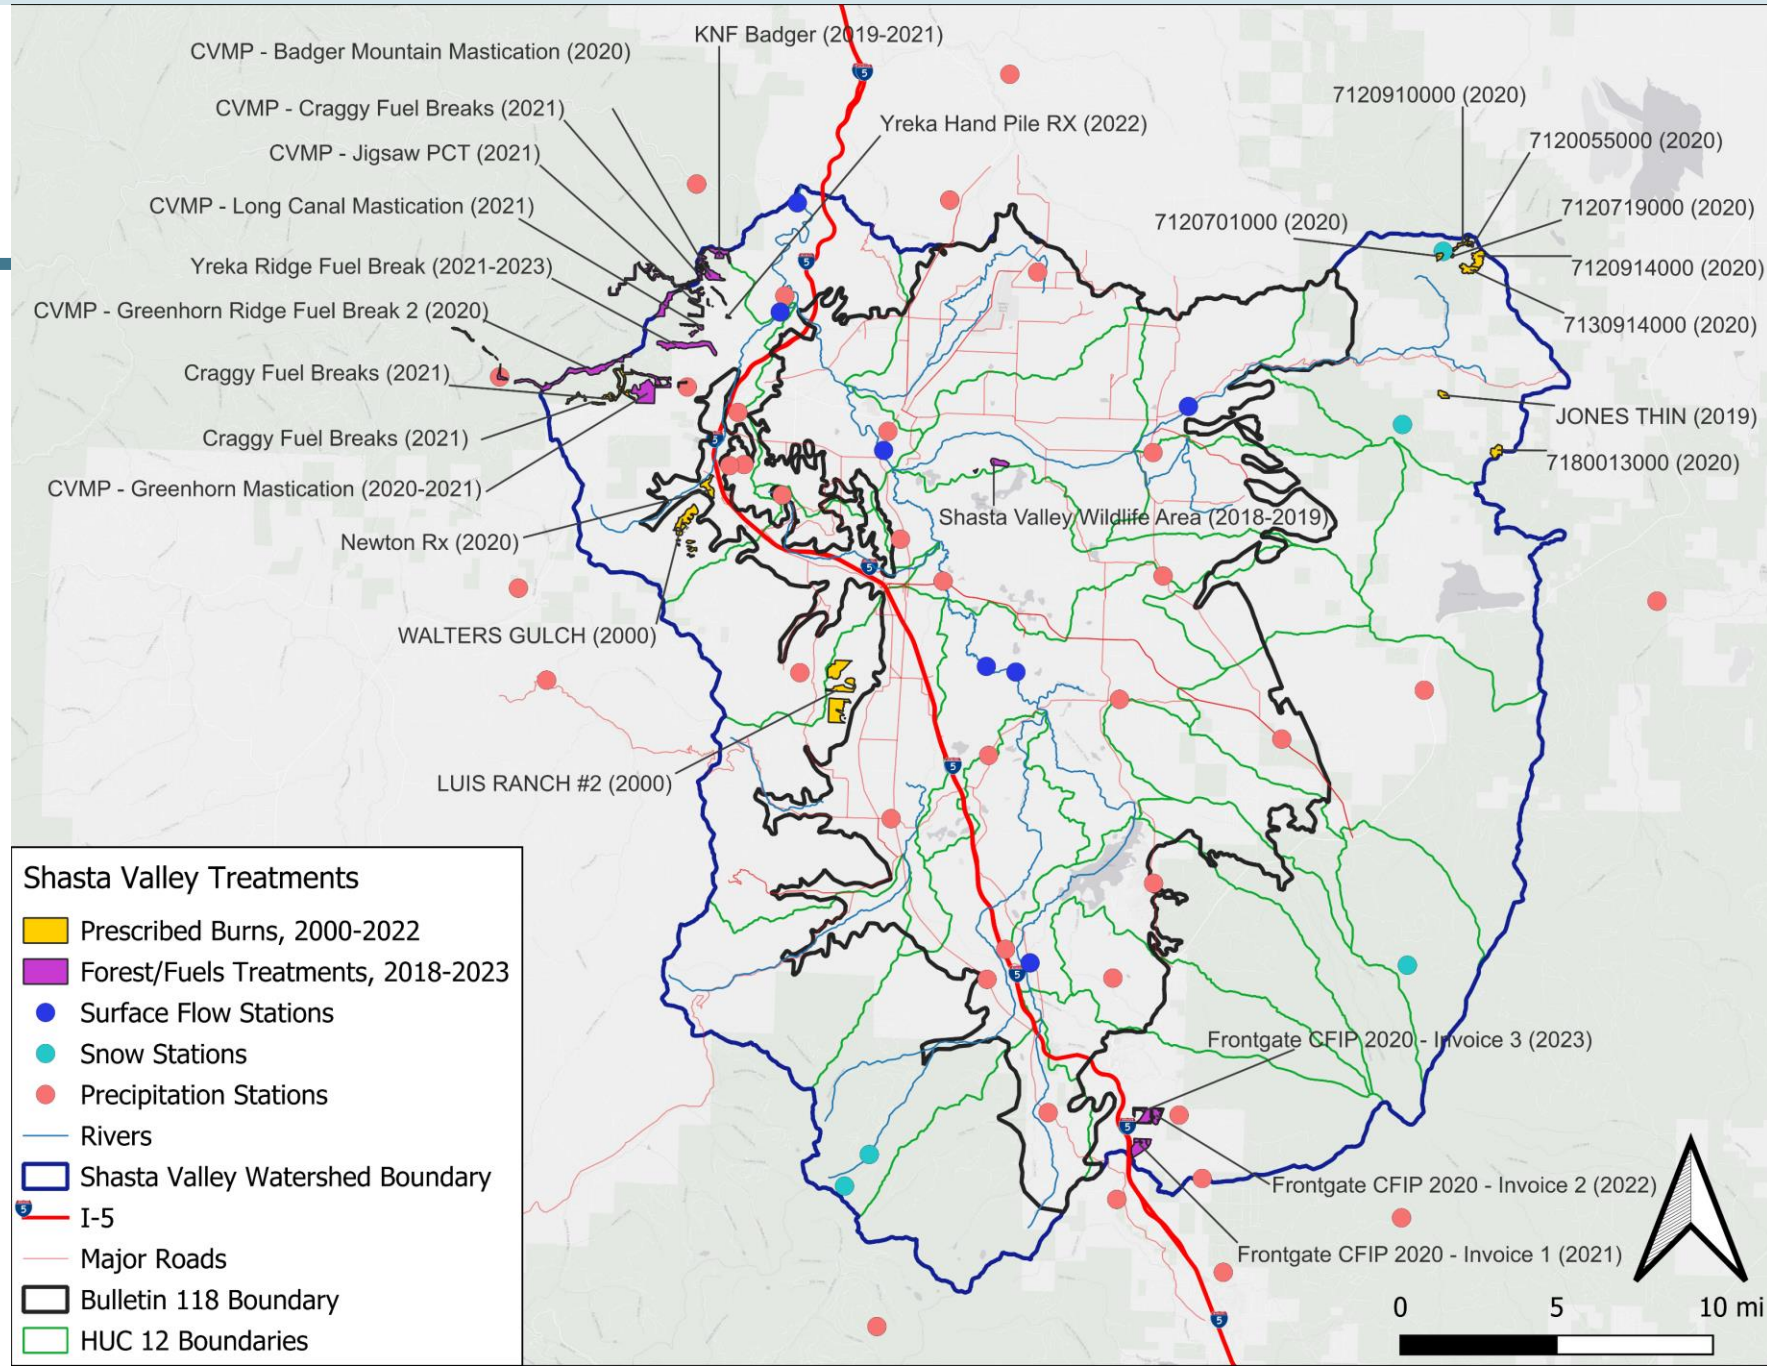 KNF Badger (2019-2021)
CVMP - Badger Mountain Mastication (2020)
5
7120910000 (2020)
CVMP - Craggy Fuel Breaks (2021)
Yreka Hand Pile RX (2022)
7120055000 (2020)
CVMP - Jigsaw PCT (2021)
CVMP - Long Canal Mastication (2021)
7120719000 (2020)
7120701000 (2020)
Yreka Ridge Fuel Break (2021-2023)
5
7120914000 (2020)
CVMP - Greenhorn Ridge Fuel Break 2 (2020)
7130914000 (2020)
Craggy Fuel Breaks (2021)
JONES THIN (2019)
Craggy Fuel Breaks (2021)
5
7180013000 (2020)
CVMP - Greenhorn Mastication (2020-2021)
Shasta Valley Wildlife Area (2018-2019)
Newton Rx (2020)
5
WALTERS GULCH (2000)
5
LUIS RANCH #2 (2000)
5
Frontgate CFIP 2020 - Invoice 3 (2023)
5
Frontgate CFIP 2020 - Invoice 2 (2022)
Frontgate CFIP 2020 - Invoice 1 (2021)
5
0 5 10 mi
Shasta Valley Treatments
Prescribed Burns, 2000-2022
Forest/Fuels Treatments, 2018-2023
Surface Flow Stations
Snow Stations
Precipitation Stations
Rivers
Shasta Valley Watershed Boundary
5 I-5
Major Roads
Bulletin 118 Boundary
HUC 12 Boundaries